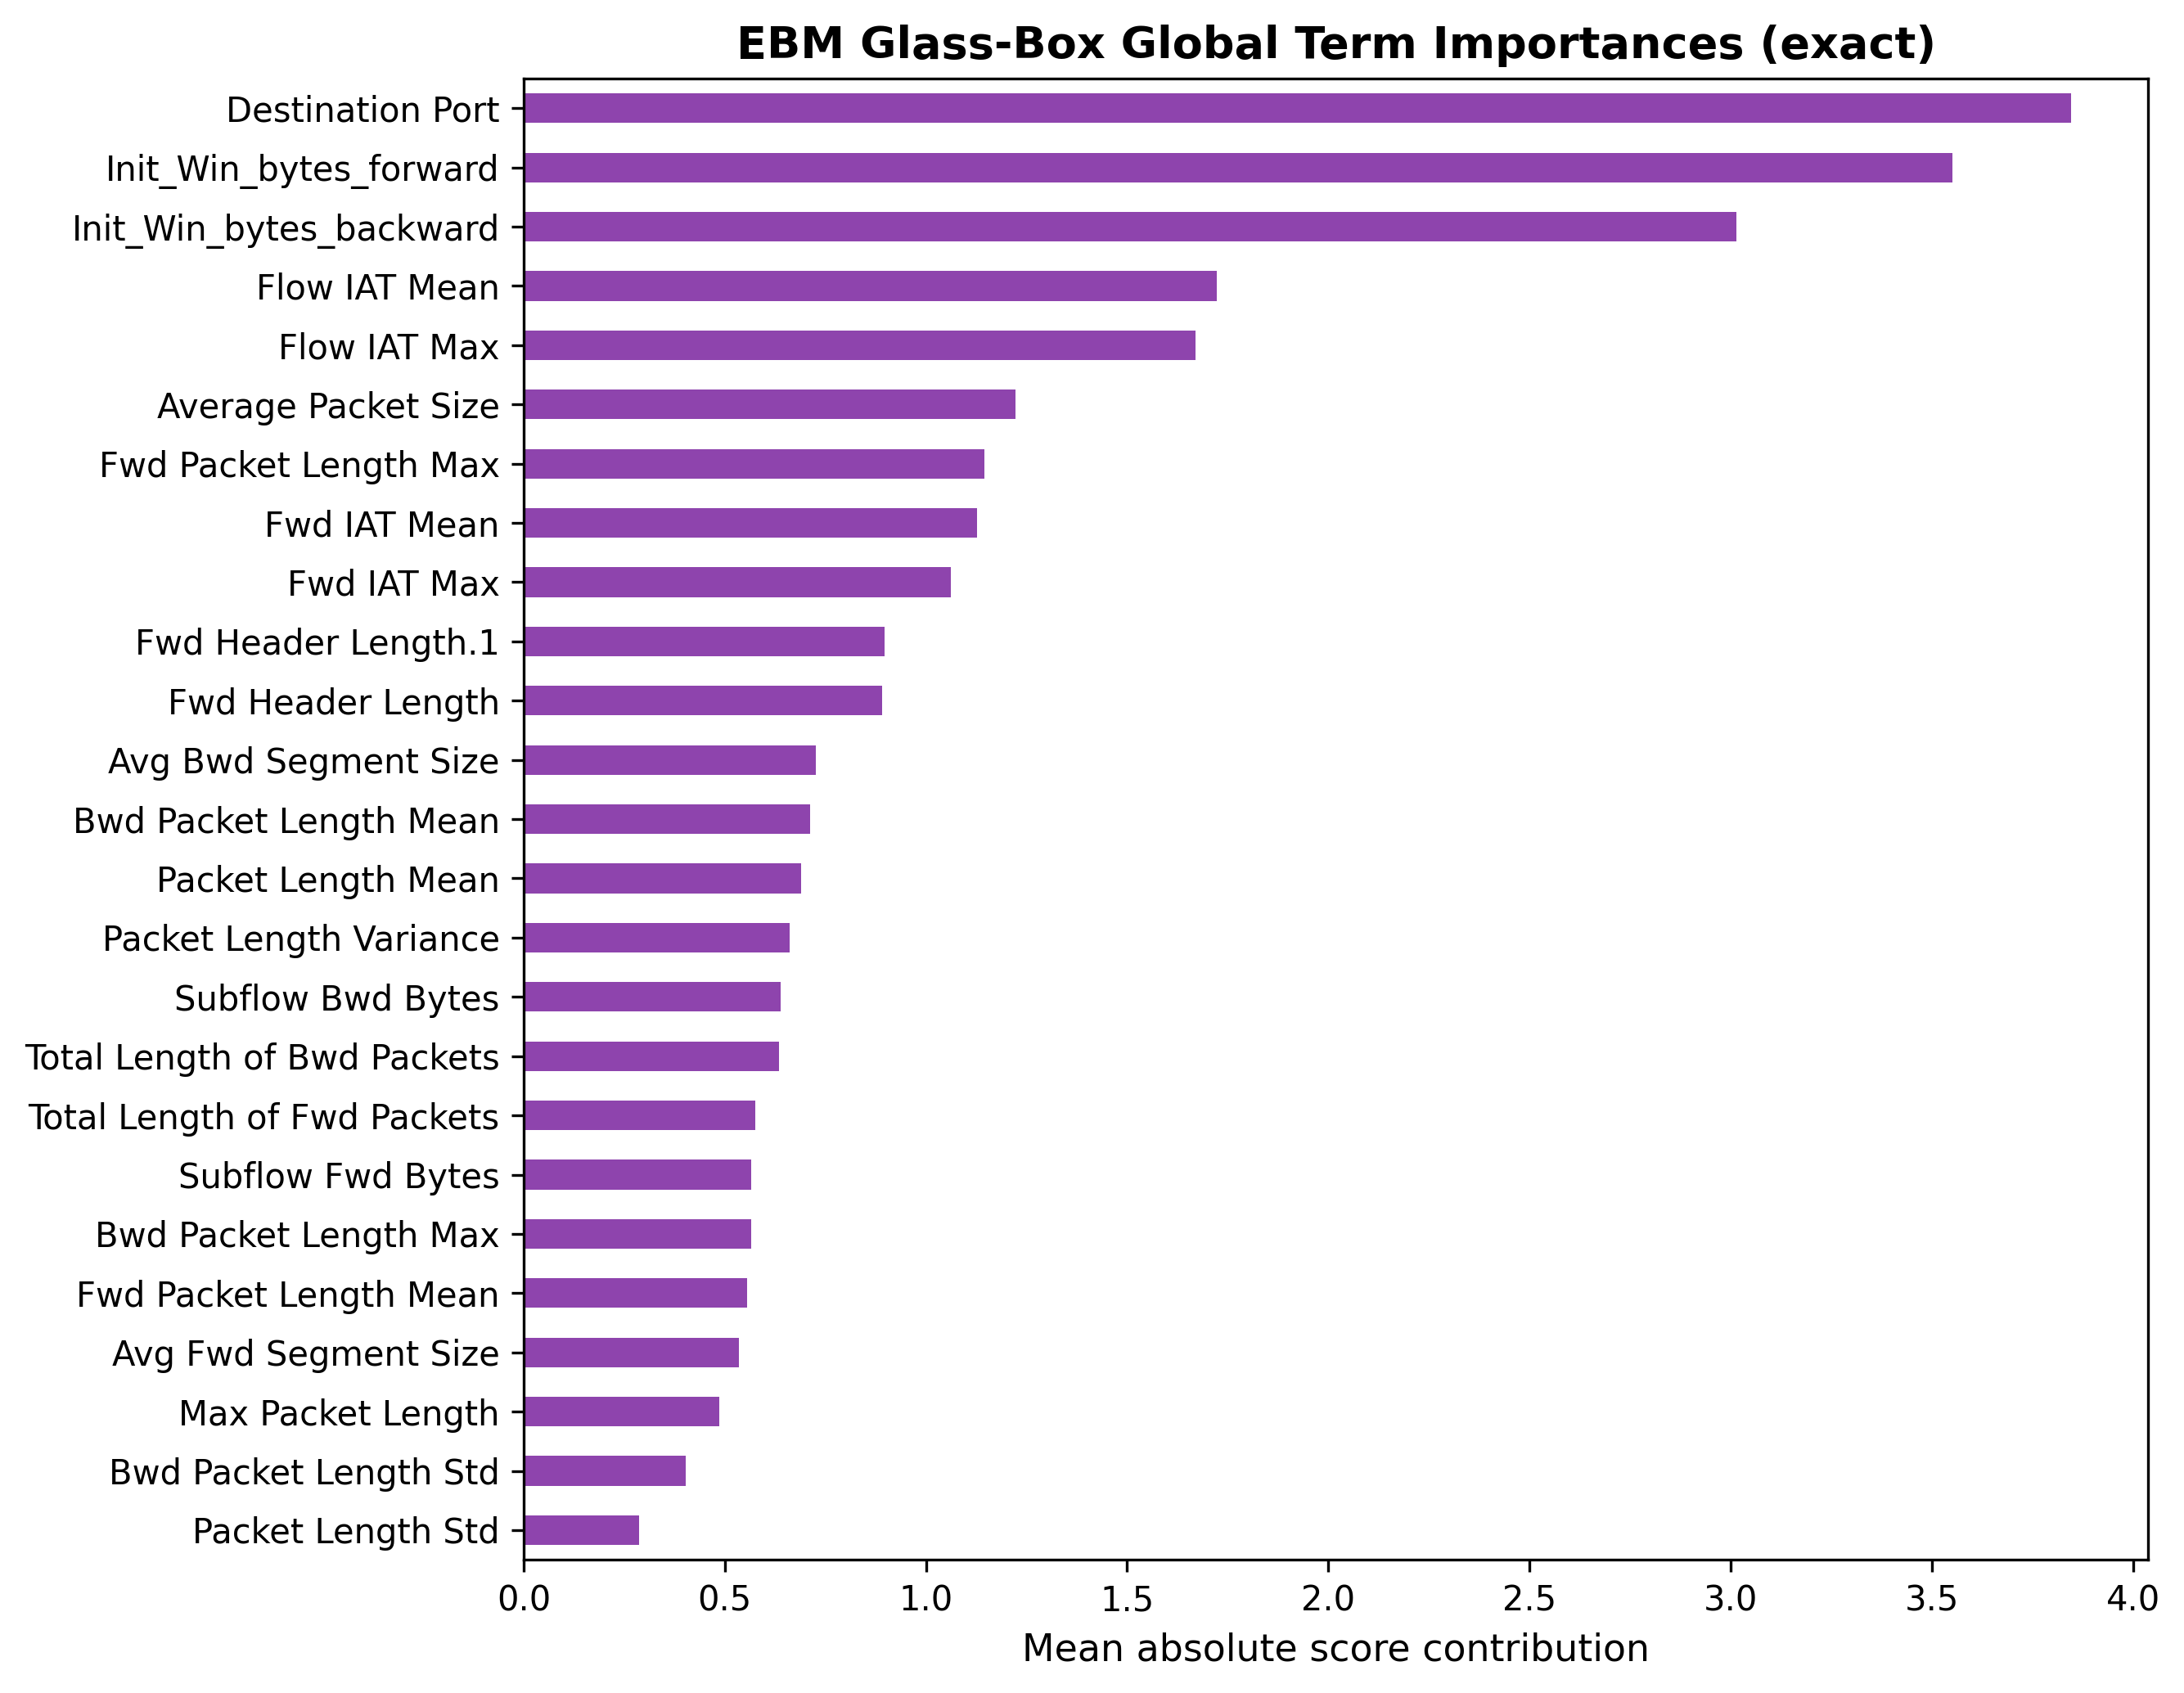 EBM Glass-Box Global Term Importances (exact)
Destination Port
Init_Win_bytes_forward
Init_Win_bytes_backward
Flow IAT Mean
Flow IAT Max
Average Packet Size
Fwd Packet Length Max
Fwd IAT Mean
Fwd IAT Max
Fwd Header Length.1
Fwd Header Length
Avg Bwd Segment Size
Bwd Packet Length Mean
Packet Length Mean
Packet Length Variance
Subflow Bwd Bytes
Total Length of Bwd Packets
Total Length of Fwd Packets
Subflow Fwd Bytes
Bwd Packet Length Max
Fwd Packet Length Mean
Avg Fwd Segment Size
Max Packet Length
Bwd Packet Length Std
Packet Length Std
0.0 0.5 1.0 1.5 2.0 2.5 3.0 3.5 4.0
Mean absolute score contribution